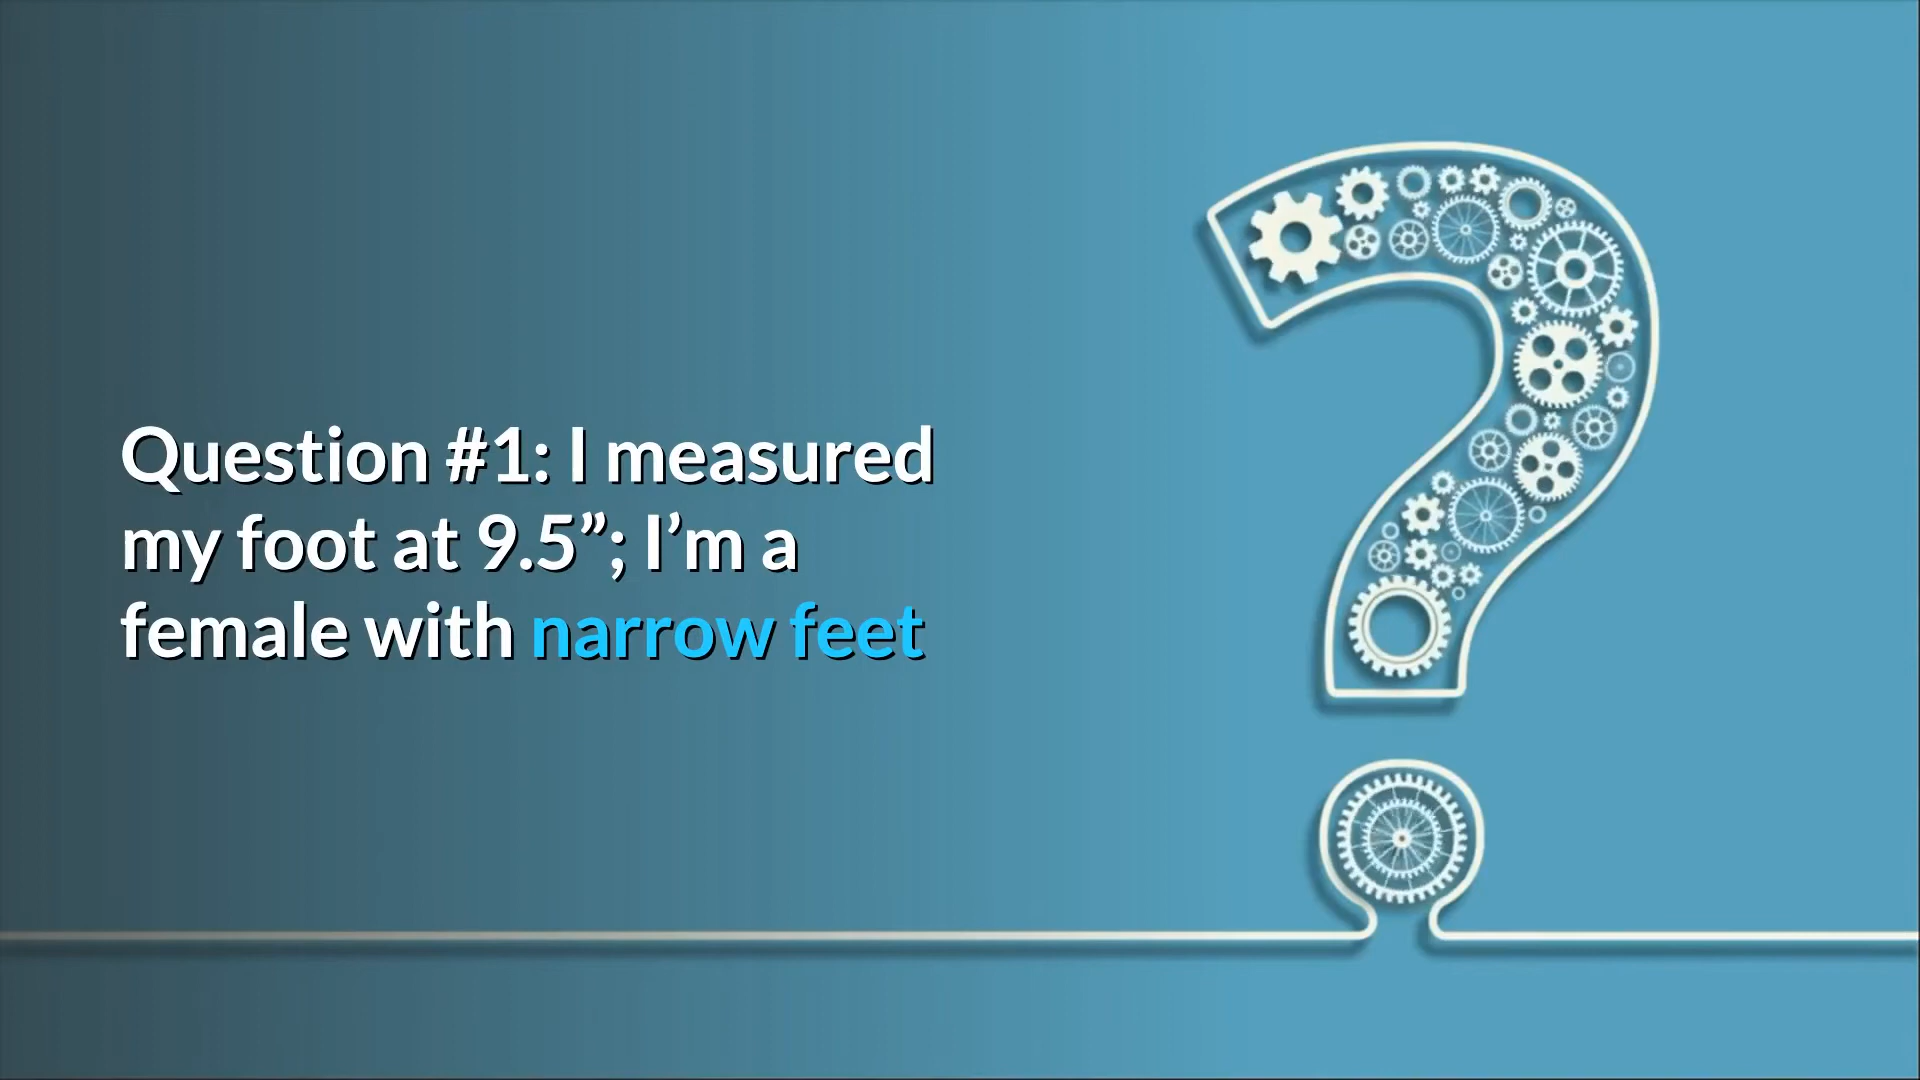 Question #1: I measured
my foot at 9.5”; I’m a
female with narrow feet